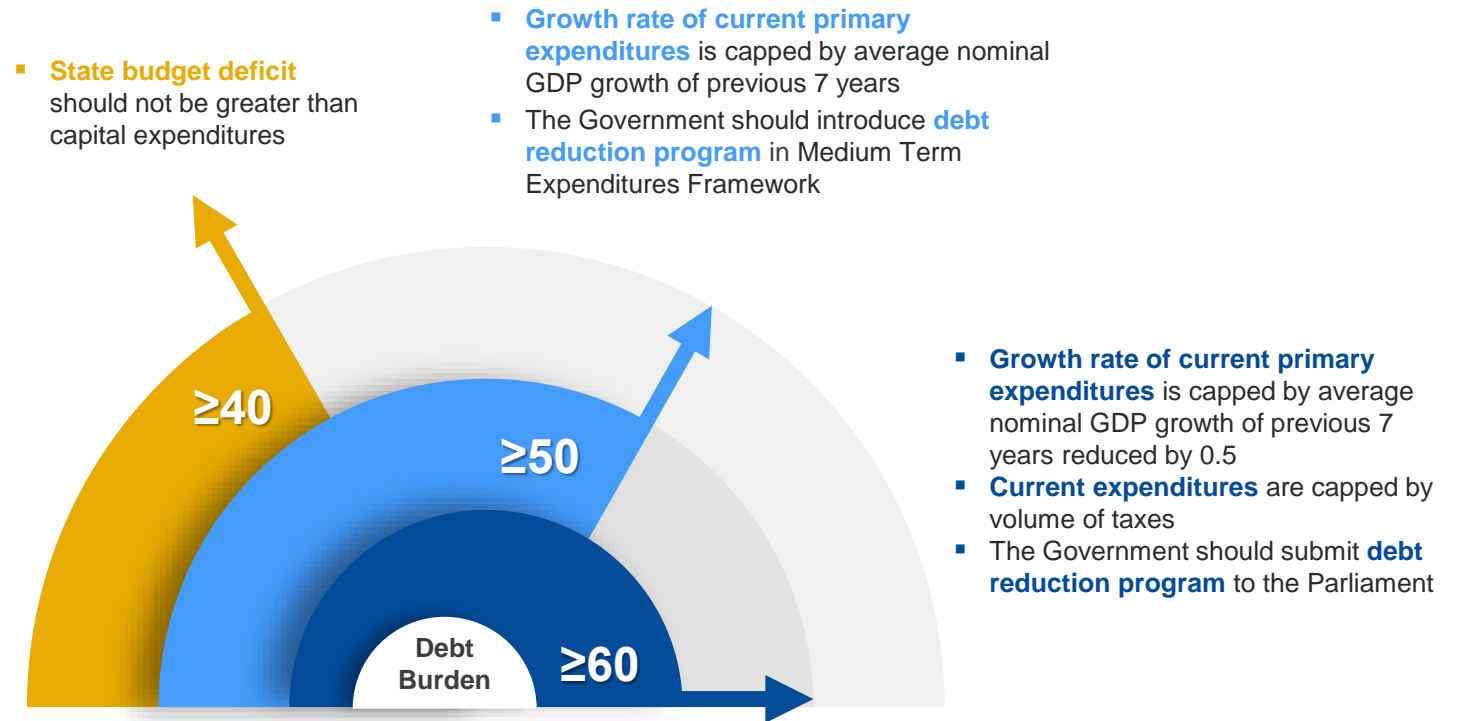 ▪ State budget deficit
should not be greater than
capital expenditures
▪ Growth rate of current primary
expenditures is capped by average nominal
GDP growth of previous 7 years
▪ The Government should introduce debt
reduction program in Medium Term
Expenditures Framework
▪ Growth rate of current primary
expenditures is capped by average
nominal GDP growth of previous 7
years reduced by 0.5
▪ Current expenditures are capped by
volume of taxes
▪ The Government should submit debt
reduction program to the Parliament
≥40
≥50
≥60
Debt
Burden